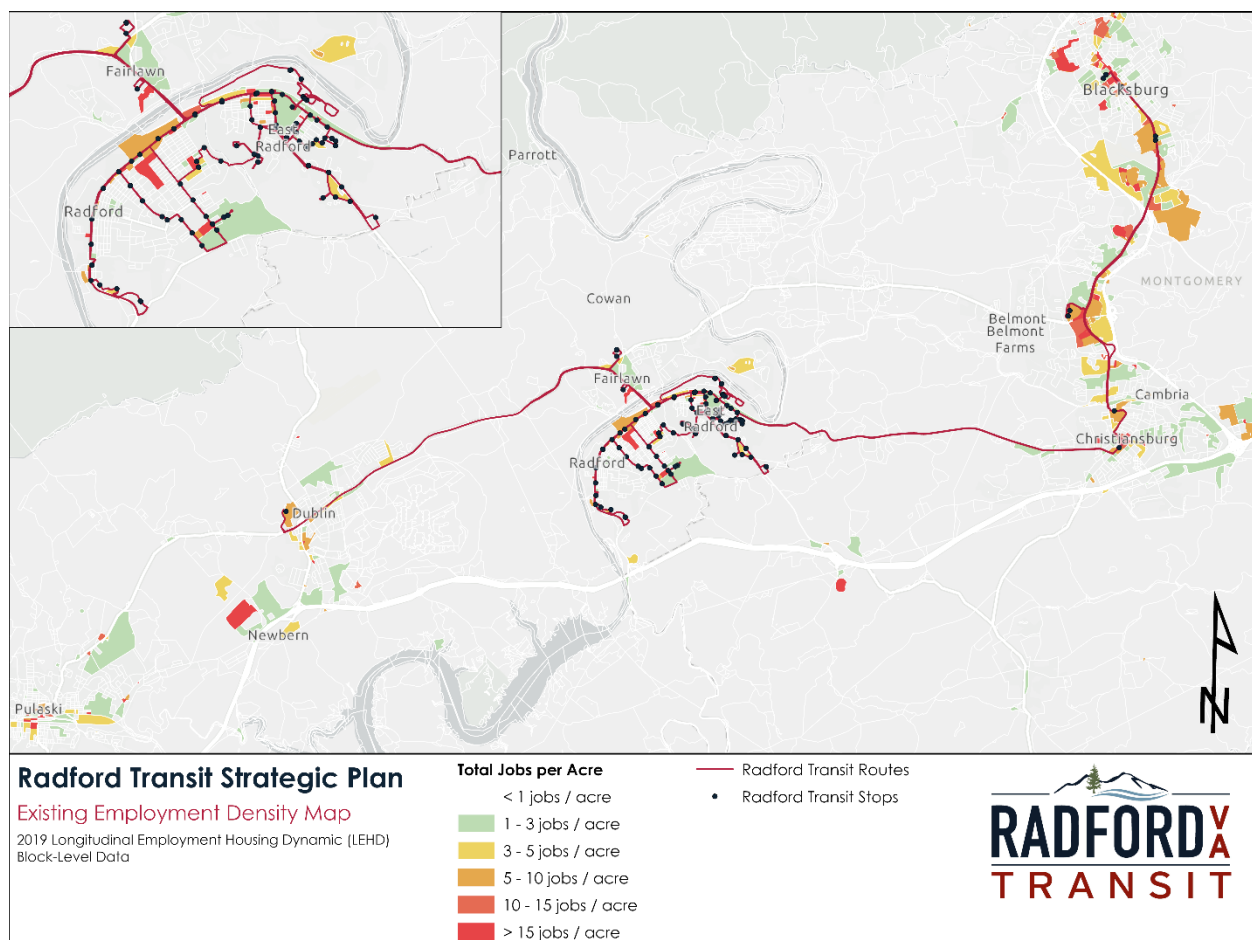 Fairlawn
East
Radford
Radford
Blacksburg
Parrott
MONTGOMERY
Cowan
Belmont
Belmont
Farms
Fairlawn
Cambria
East
Radford
Christiansburg
Radford
Dublin
Newbern
Pulaski
N
Radford Transit Strategic Plan
Existing Employment Density Map
2019 Longitudinal Employment Housing Dynamic (LEHD)
Block-Level Data
Total Jobs per Acre
< 1 jobs / acre
1 - 3 jobs / acre
3 - 5 jobs / acre
5 - 10 jobs / acre
10 - 15 jobs / acre
> 15 jobs / acre
Radford Transit Routes
Radford Transit Stops
RADFORD VA
TRANSIT